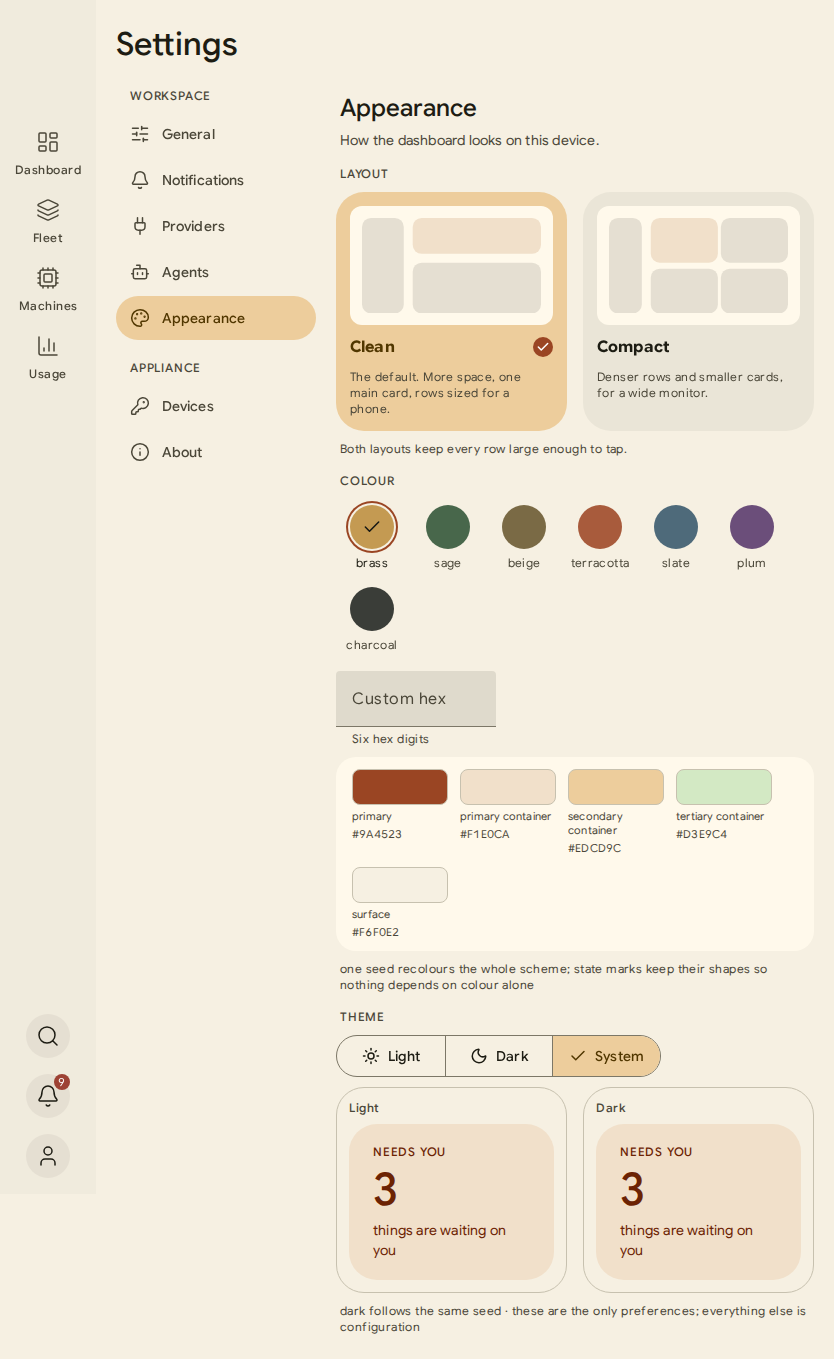 Settings
Dashboard
Fleet
Machines
Usage
9
WORKSPACE
General
Notifications
Providers
Agents
Appearance
APPLIANCE
Devices
About
Appearance
How the dashboard looks on this device.
LAYOUT
Clean
The default. More space, one
main card, rows sized for a
phone.
Compact
Denser rows and smaller cards,
for a wide monitor.
Both layouts keep every row large enough to tap.
COLOUR
brass
sage
beige
terracotta
slate
plum
charcoal
Custom hex
Six hex digits
primary
#9A4523
primary container
#F1E0CA
secondary
container
#EDCD9C
tertiary container
#D3E9C4
surface
#F6F0E2
one seed recolours the whole scheme; state marks keep their shapes so
nothing depends on colour alone
THEME
Light
Dark
System
Light
NEEDS YOU
3
things are waiting on
you
Dark
NEEDS YOU
3
things are waiting on
you
dark follows the same seed · these are the only preferences; everything else is
configuration